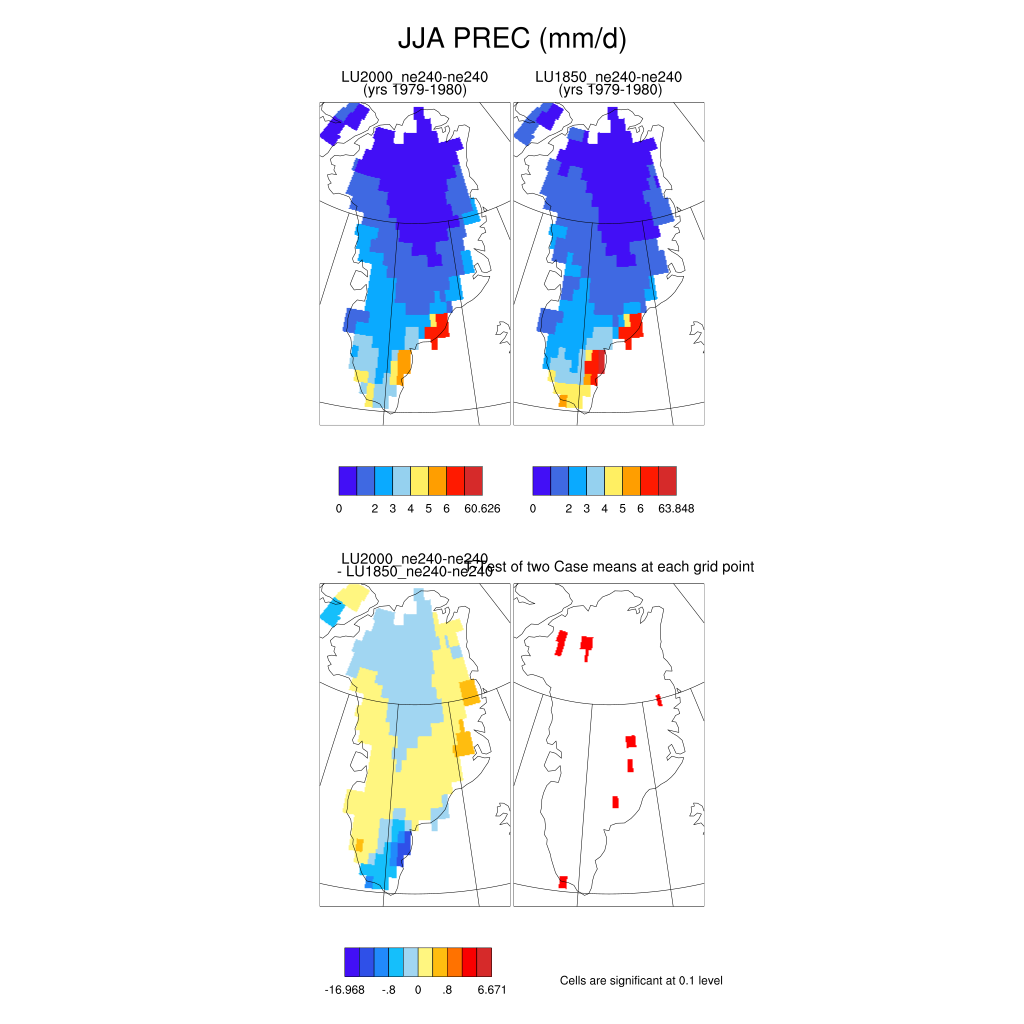 JJA PREC (mm/d)
LU2000_ne240-ne240
(yrs 1979-1980)
LU1850_ne240-ne240
(yrs 1979-1980)
0 2 3 4 5 6 60.626
0 2 3 4 5 6 63.848
LU2000_ne240-ne240
- LU1850_ne240-ne240
T-Test of two Case means at each grid point
-16.968 -.8 0 .8 6.671
Cells are significant at 0.1 level